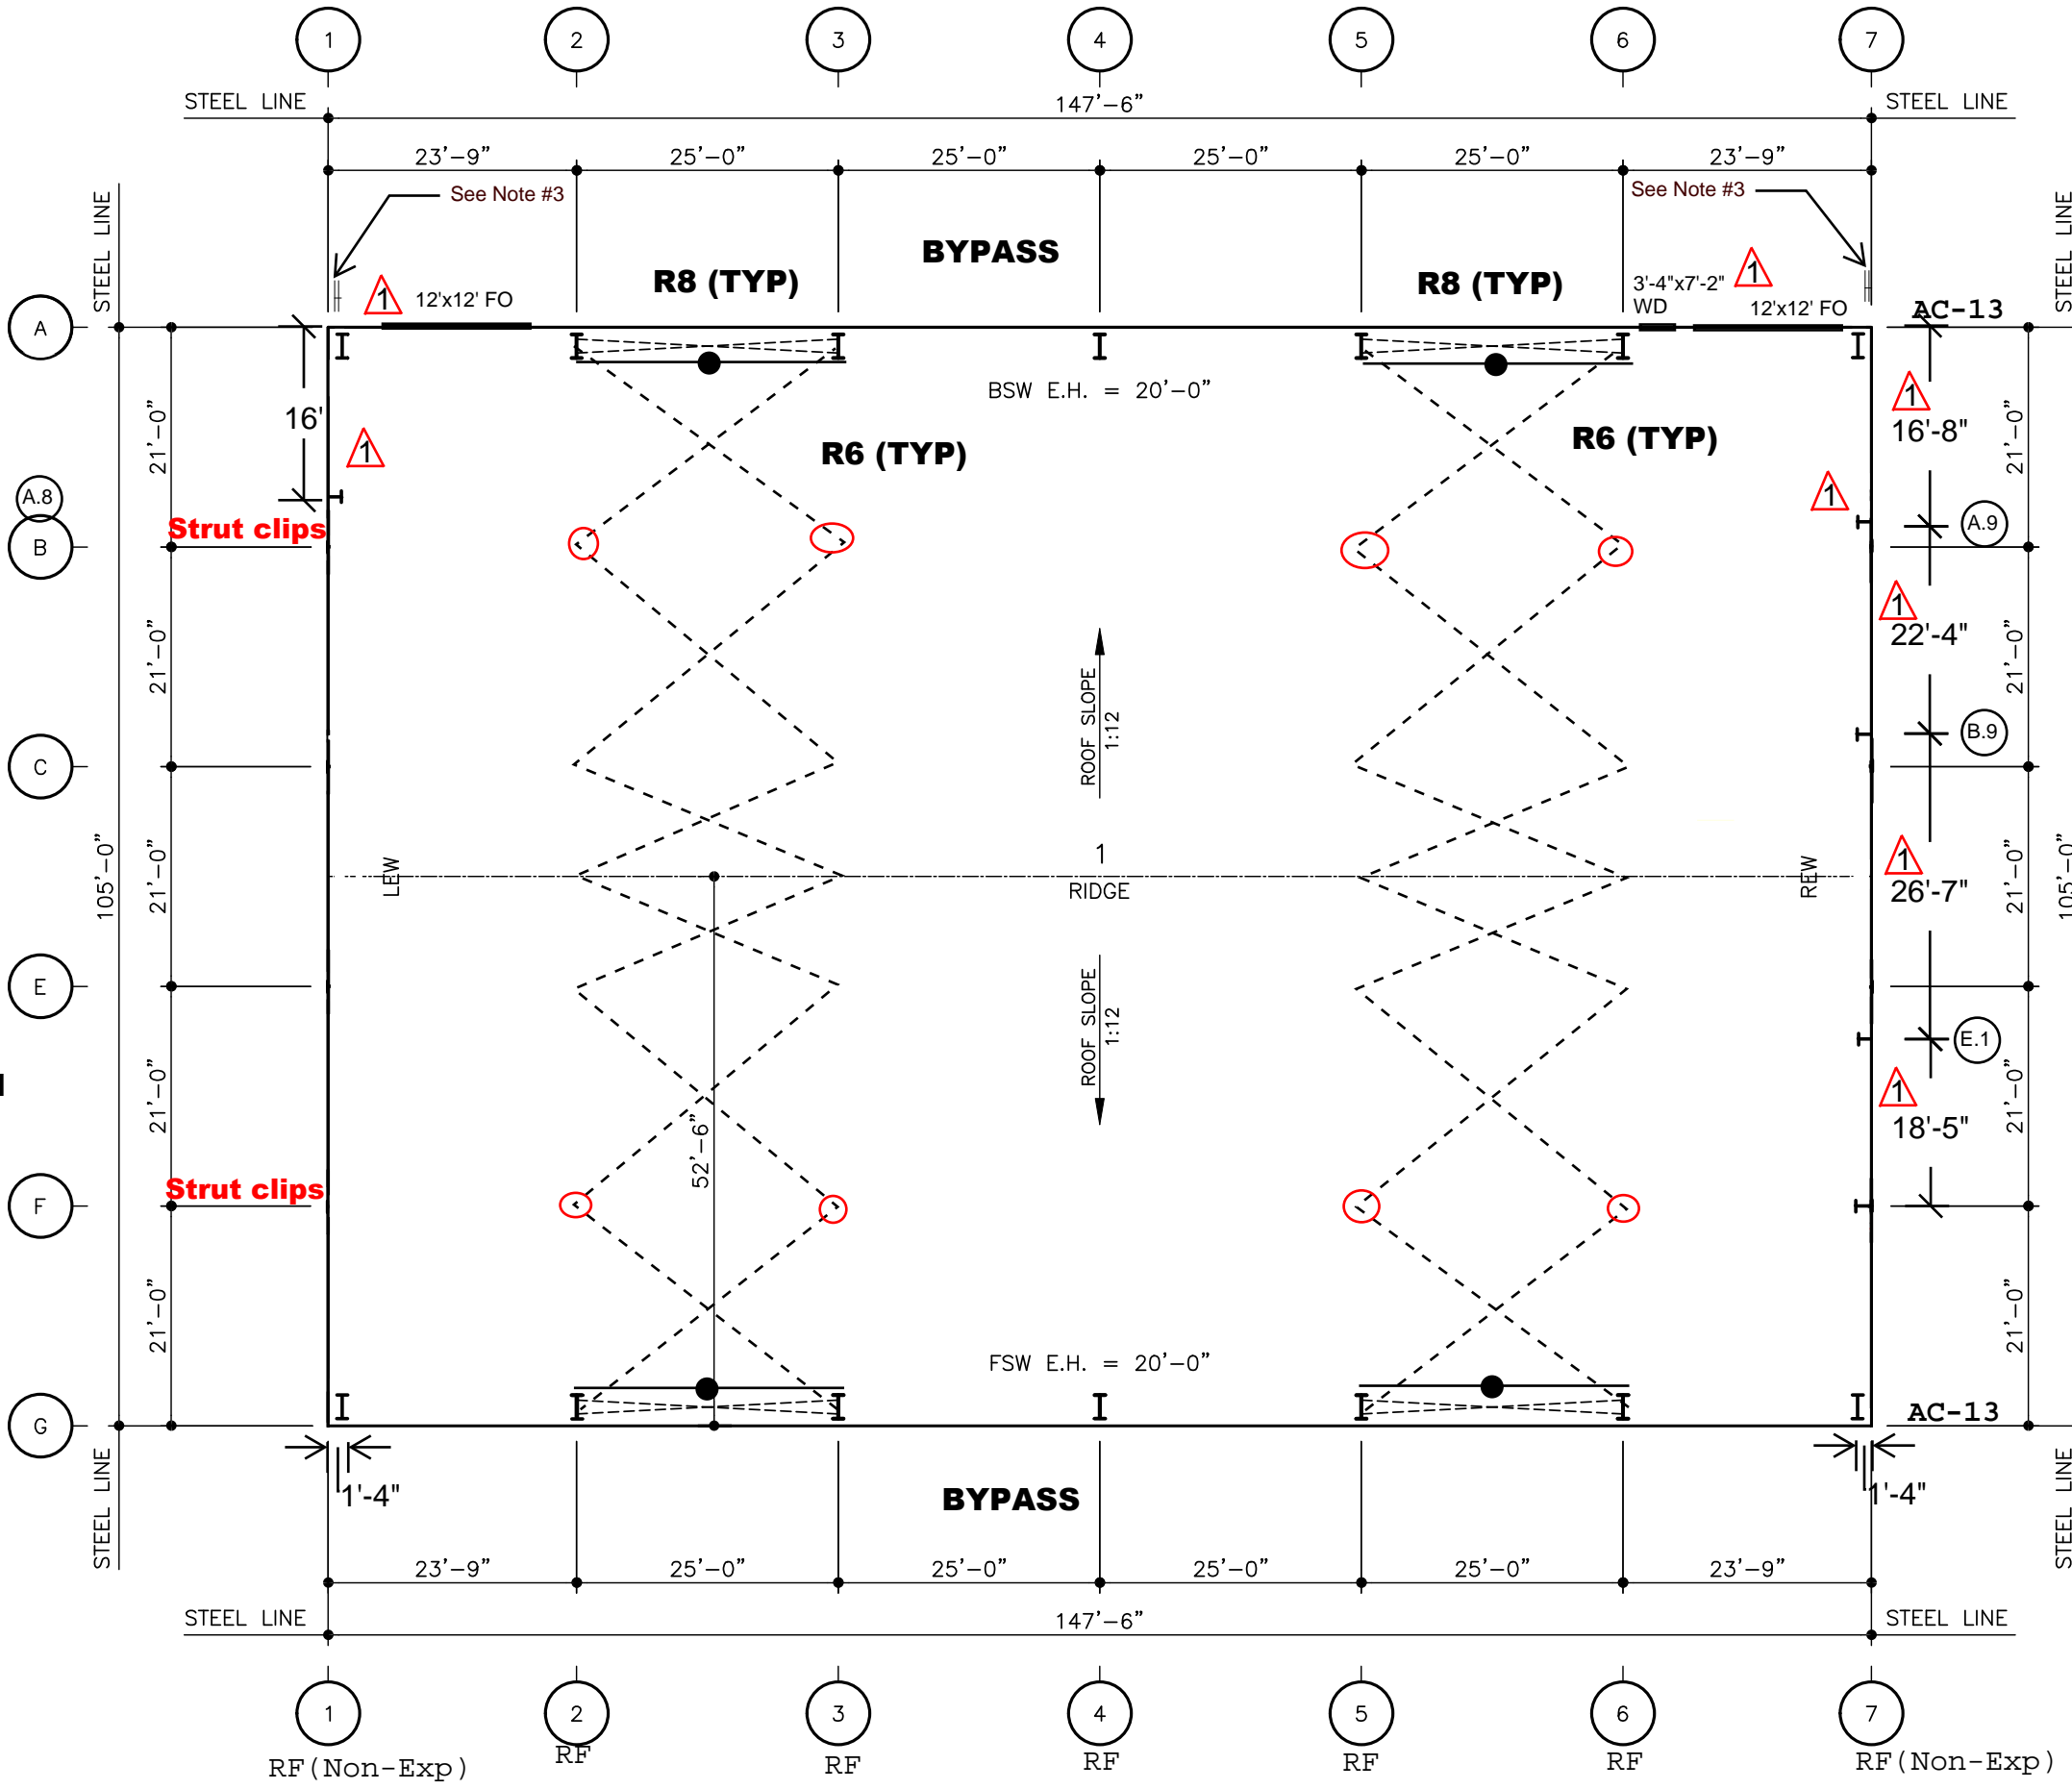 1 2 3 4 5 6 7
STEEL LINE 147'-6" STEEL LINE
23'-9" 25'-0" 25'-0" 25'-0" 25'-0" 23'-9"
See Note #3 See Note #3
STEEL LINE STEEL LINE STEEL LINE
BYPASS
R8 (TYP) R8 (TYP)
1 12'x12' FO
3'-4"x7'-2" 1
WD 12'x12' FO
AC-13
A
BSW E.H. = 20'-0"
16' 1
21'-0"
1
16'-8"
21'-0"
R6 (TYP) R6 (TYP)
A.8
1
A.9
Strut clips
B
1
22'-4"
21'-0" 21'-0"
ROOF SLOPE
1:12
B.9
C
105'-0" 21'-0" LEW
1
RIDGE
REW
1
26'-7"
21'-0" 105'-0"
E
ROOF SLOPE
1:12
E.1
21'-0"
52'-6"
1
18'-5"
21'-0"
Strut clips
F
21'-0" 21'-0"
FSW E.H. = 20'-0"
G
AC-13
STEEL LINE STEEL LINE
1'-4" 1'-4"
BYPASS
23'-9" 25'-0" 25'-0" 25'-0" 25'-0" 23'-9"
STEEL LINE 147'-6" STEEL LINE
1 2 3 4 5 6 7
RF(Non-Exp) RF RF RF RF RF RF(Non-Exp)